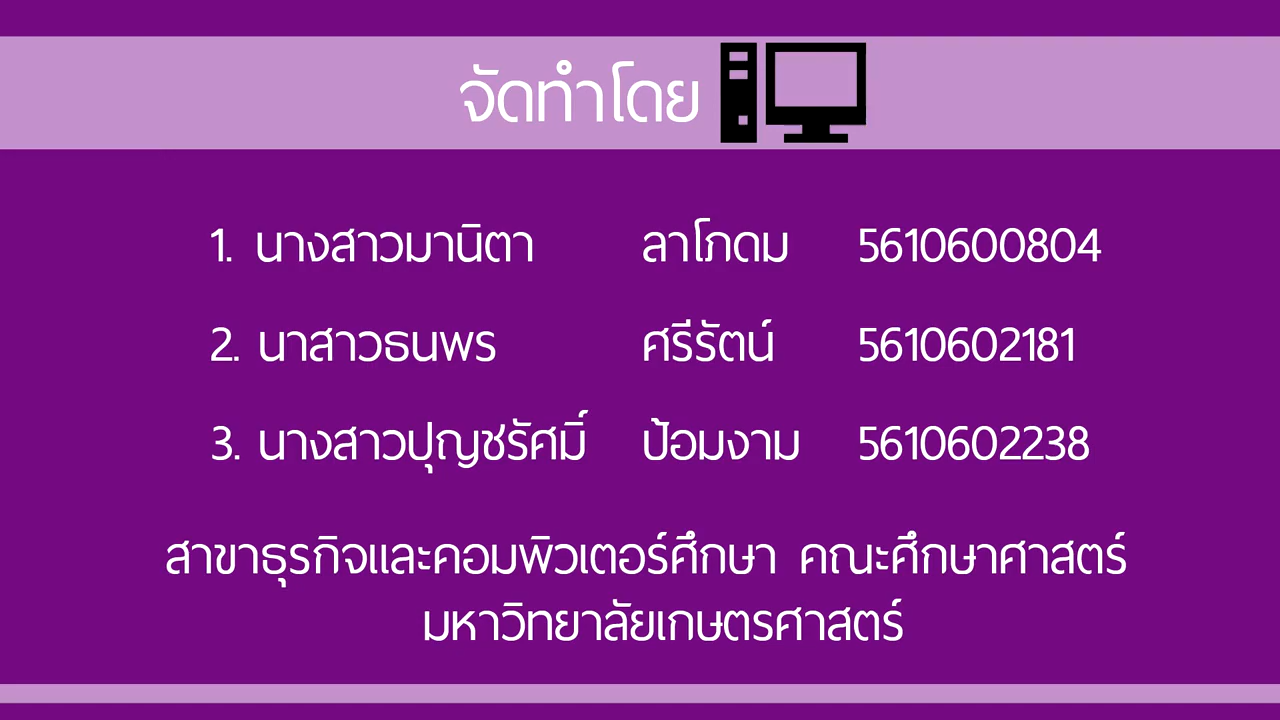 จัดทำโดย
1. นางสาวมานิตา ลาโภดม 5610600804
2. นาสาวธนพร ศรีรัตน์ 5610602181
3. นางสาวปุญชรัศมิ์ ป้อมงาม 5610602238
สาขาธุรกิจและคอมพิวเตอร์ศึกษา คณะศึกษาศาสตร์
มหาวิทยาลัยเกษตรศาสตร์